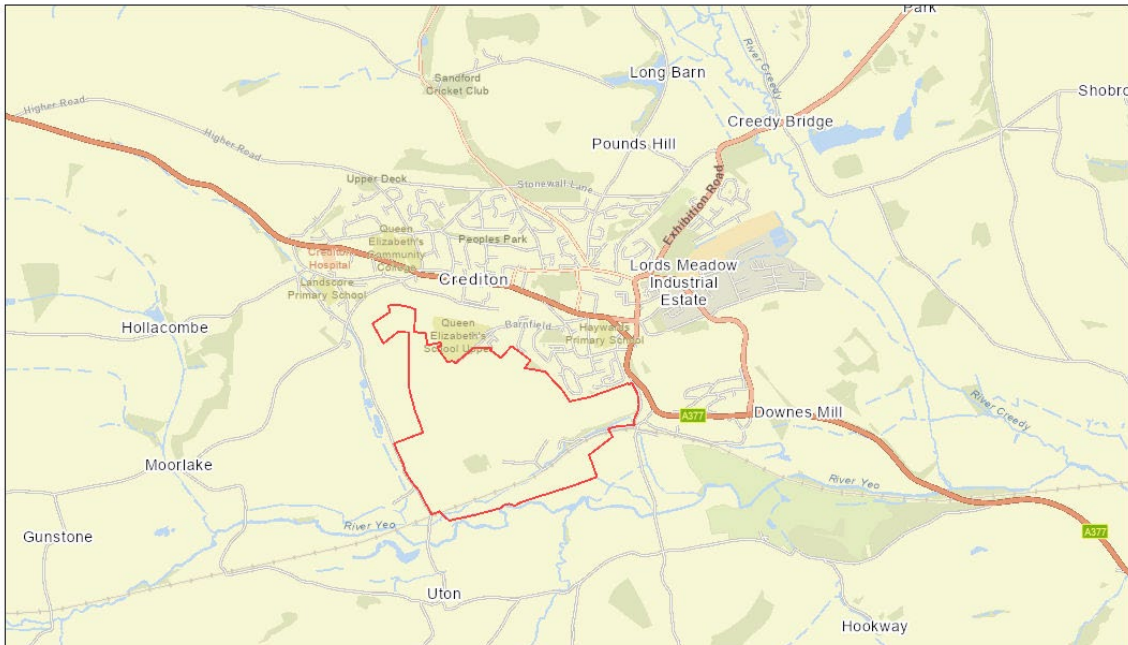 Park
River Creedy
Long Barn
Sandford
Cricket Club
Shobro
Higher Road
Creedy Bridge
Pounds Hill
Higher Road
Upper Deck
Stonewall Lane
Exhibition Road
Queen
Elizabeth's
Community
College
Peoples Park
Crediton
Hospital
Landscore
Primary School
Crediton
Lords Meadow
Industrial
Estate
Hollacombe
Queen
Elizabeth's
School Upper
Barnfield
Haywards
Primary School
A377
Downes Mill
River Creedy
Moorlake
River Yeo
River Yeo
Gunstone
A377
Uton
Hookway